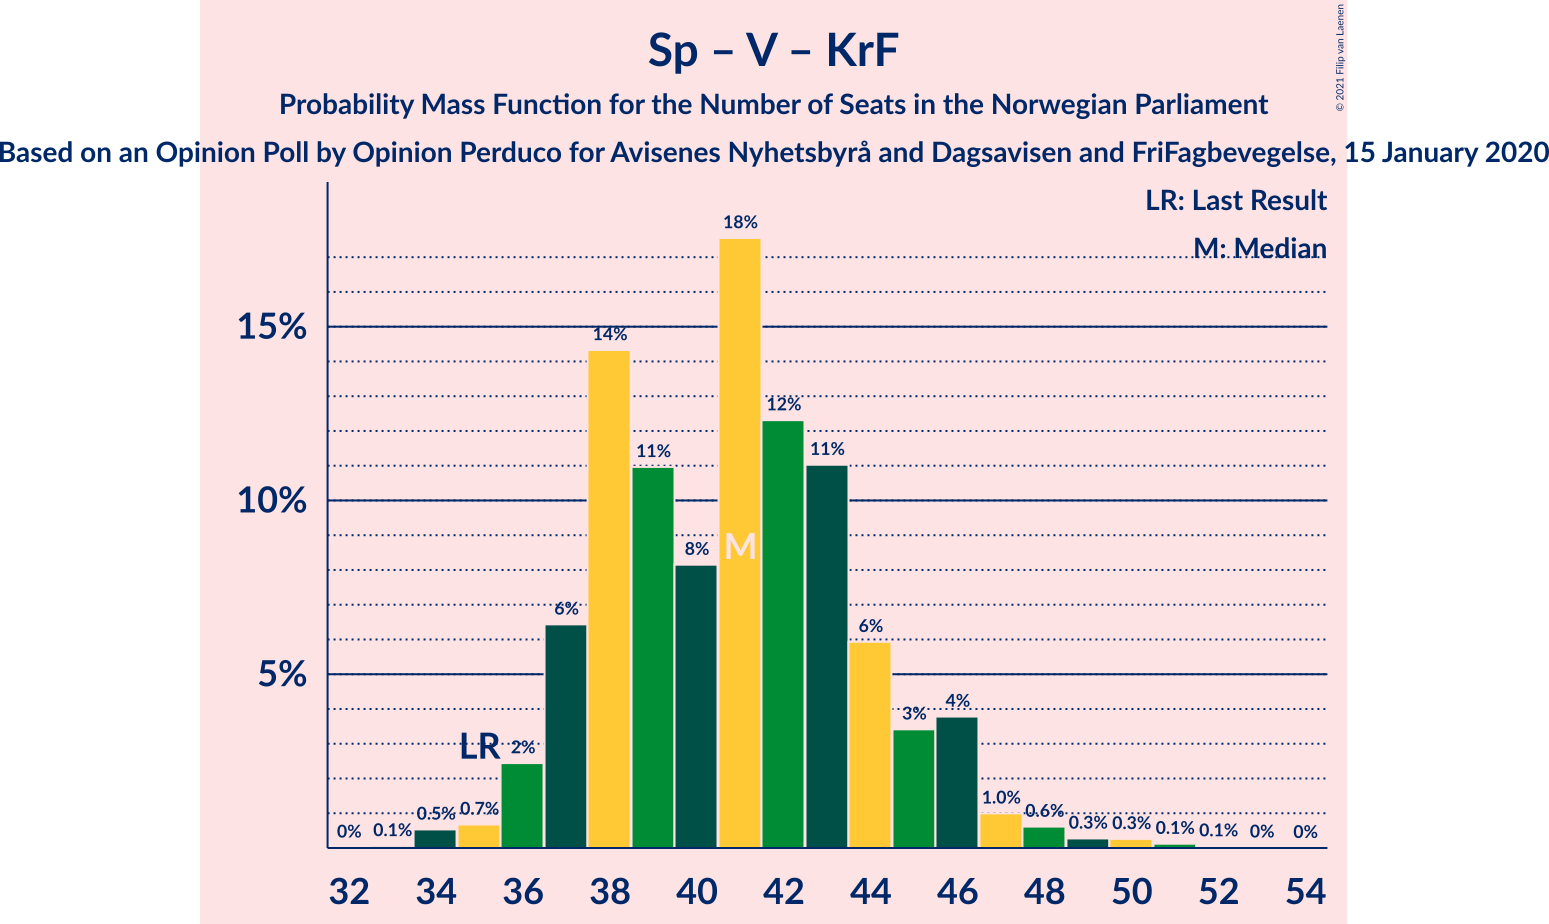 Sp – V – KrF
Probability Mass Function for the Number of Seats in the Norwegian Parliament
Based on an Opinion Poll by Opinion Perduco for Avisenes Nyhetsbyrå and Dagsavisen and FriFagbevegelse, 15 January 2020
© 2021 Filip van Laenen
LR: Last Result
M: Median
15%
10%
5%
0%
0.1%
0.5%
0.7%
LR
2%
6%
14%
11%
8%
18%
M
12%
11%
6%
3%
4%
1.0%
0.6%
0.3%
0.3%
0.1%
0.1%
0%
0%
32 34 36 38 40 42 44 46 48 50 52 54